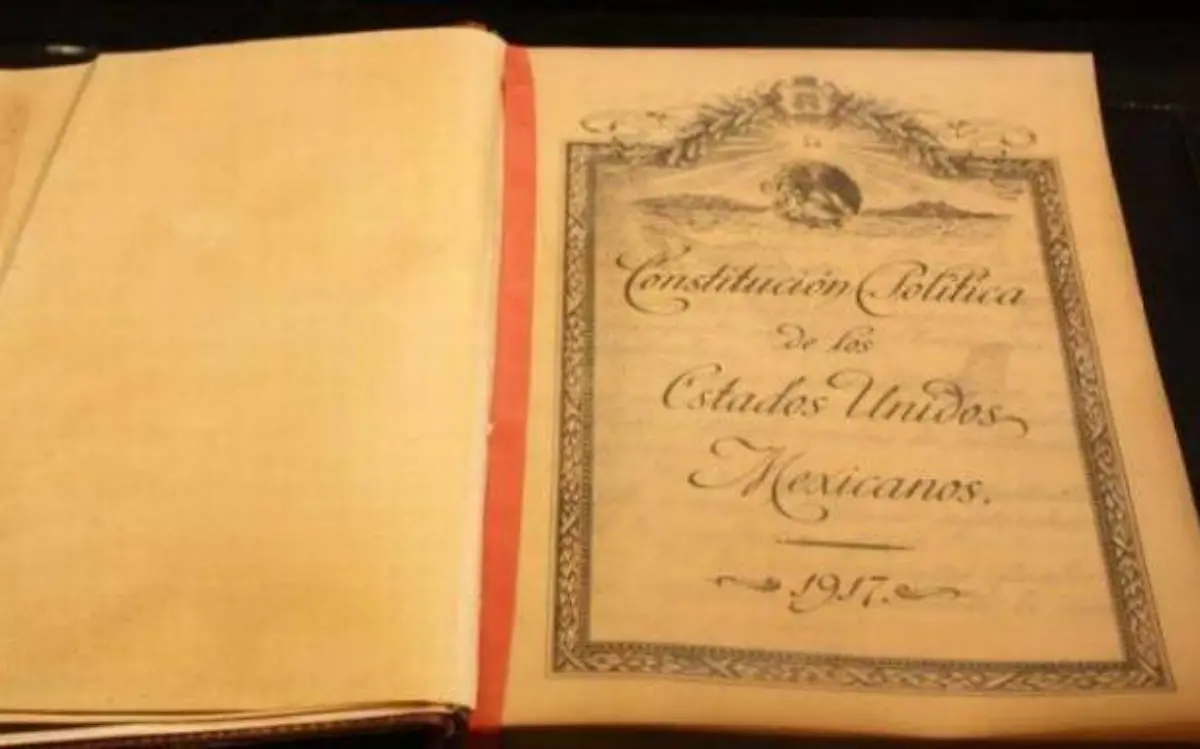 Constitución Política
de los
Estados Unidos
Mexicanos.
1917.